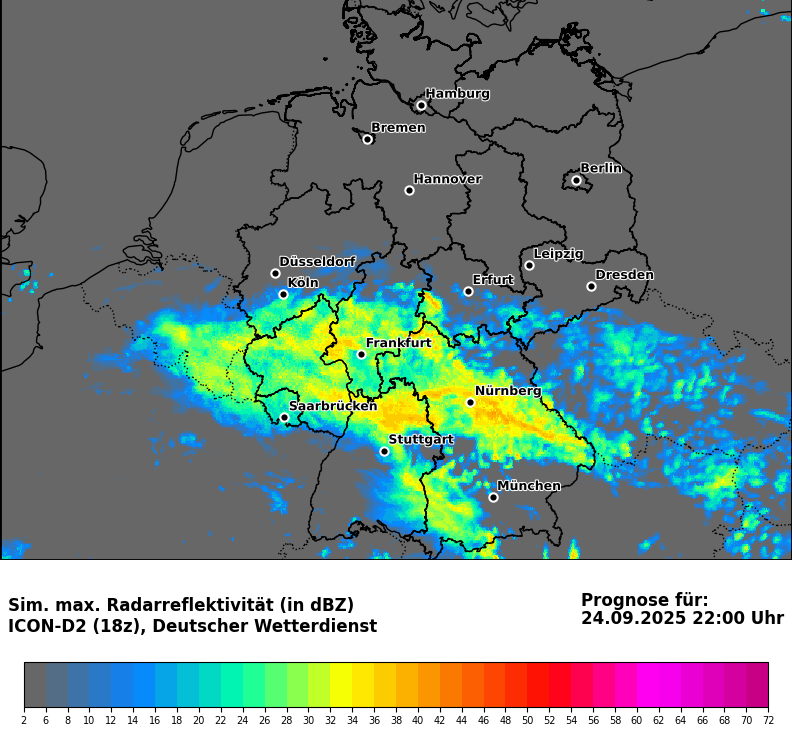 Hamburg
Bremen
Berlin
Hannover
Leipzig
Düsseldorf
Dresden
Erfurt
Köln
Frankfurt
Nürnberg
Saarbrücken
Stuttgart
München
Sim. max. Radarreflektivität (in dBZ)
ICON-D2 (18z), Deutscher Wetterdienst
Prognose für:
24.09.2025 22:00 Uhr
2 6 8 10 12 14 16 18 20 22 24 26 28 30 32 34 36 38 40 42 44 46 48 50 52 54 56 58 60 62 64 66 68 70 72